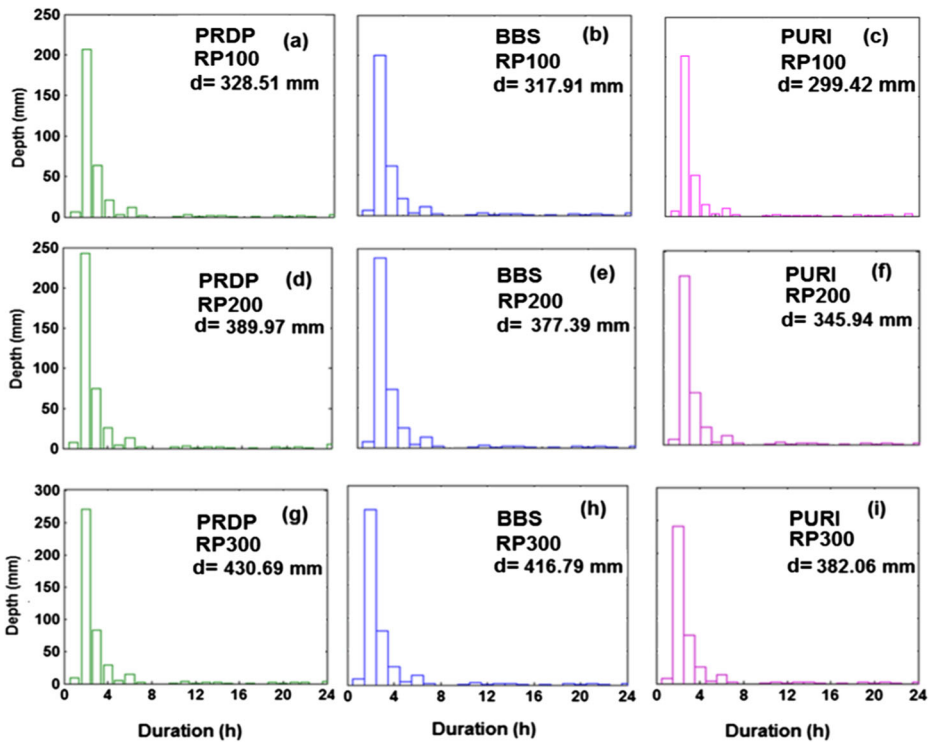 250
200
150
100
50
0
Depth (mm)
PRDP (a)
RP100
d= 328.51 mm
BBS (b)
RP100
d= 317.91 mm
PURI (c)
RP100
d= 299.42 mm
250
200
150
100
50
0
Depth (mm)
PRDP (d)
RP200
d= 389.97 mm
BBS (e)
RP200
d= 377.39 mm
PURI (f)
RP200
d= 345.94 mm
300
250
200
150
100
50
0
Depth (mm)
PRDP (g)
RP300
d= 430.69 mm
BBS (h)
RP300
d= 416.79 mm
PURI (i)
RP300
d= 382.06 mm
0 4 8 12 16 20 24
0 4 8 12 16 20 24
0 4 8 12 16 20 24
Duration (h)
Duration (h)
Duration (h)